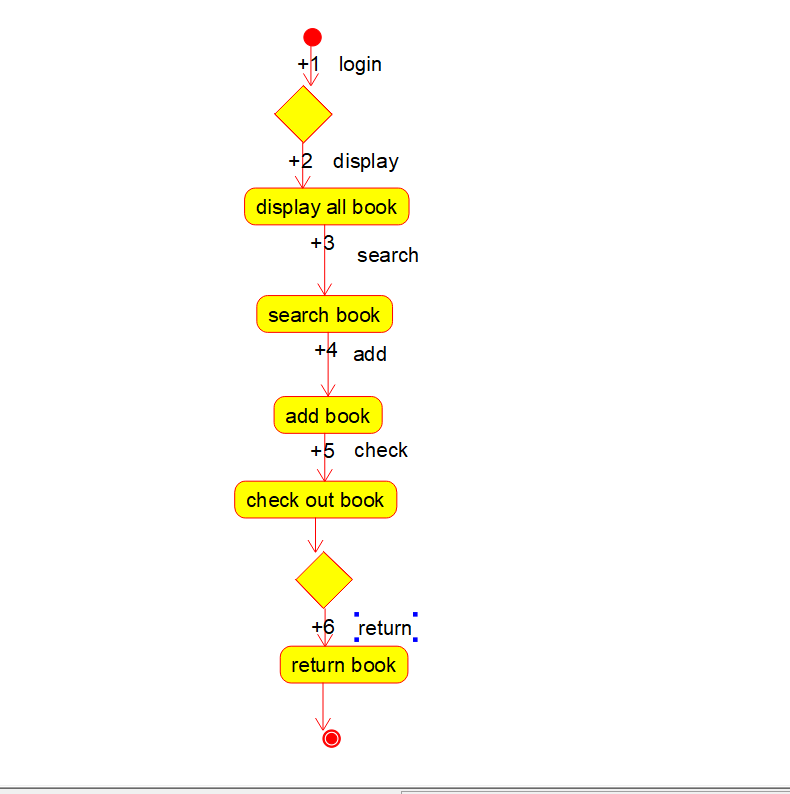 +1 login
+2 display
display all book
+3
search
search book
+4 add
add book
+5 check
check out book
+6 return
return book